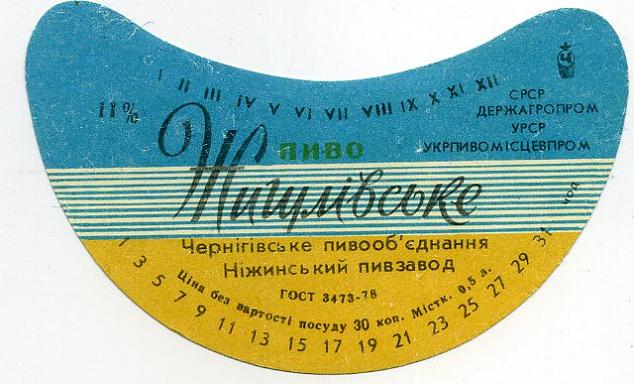 I II III IV V VI VII VIII IX X XI XII
11%
СРСР
ДЕРЖАГРОПРОМ
УРСР
УКРПИВОМІСЦЕВПРОМ
пиво
Жигулівське
Чернігівське пивооб'єднання
Ніжинський пивзавод
ГОСТ 3473-78
Ціна без вартості посуду 30 коп. Містк. 0,5 л.
1 3 5 7 9 11 13 15 17 19 21 23 25 27 29 31